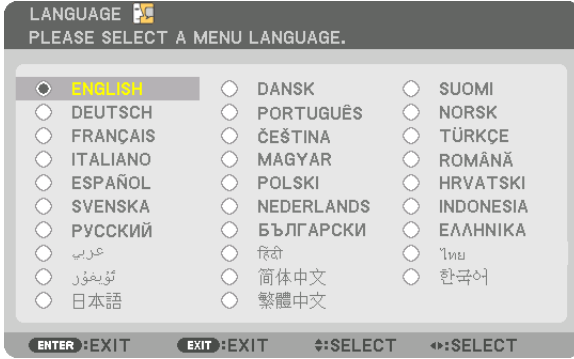 LANGUAGE
PLEASE SELECT A MENU LANGUAGE.
ENGLISH DANSK SUOMI
DEUTSCH PORTUGUÊS NORSK
FRANÇAIS ČEŠTINA TÜRKÇE
ITALIANO MAGYAR ROMÂNĂ
ESPAÑOL POLSKI HRVATSKI
SVENSKA NEDERLANDS INDONESIA
РУССКИЙ БЪЛГАРСКИ ΕΛΛΗΝΙΚΑ
عربي हिंदी ไทย
ئۇيغۇر 简体中文 한국어
日本語 繁體中文
ENTER:EXIT EXIT:EXIT :SELECT :SELECT